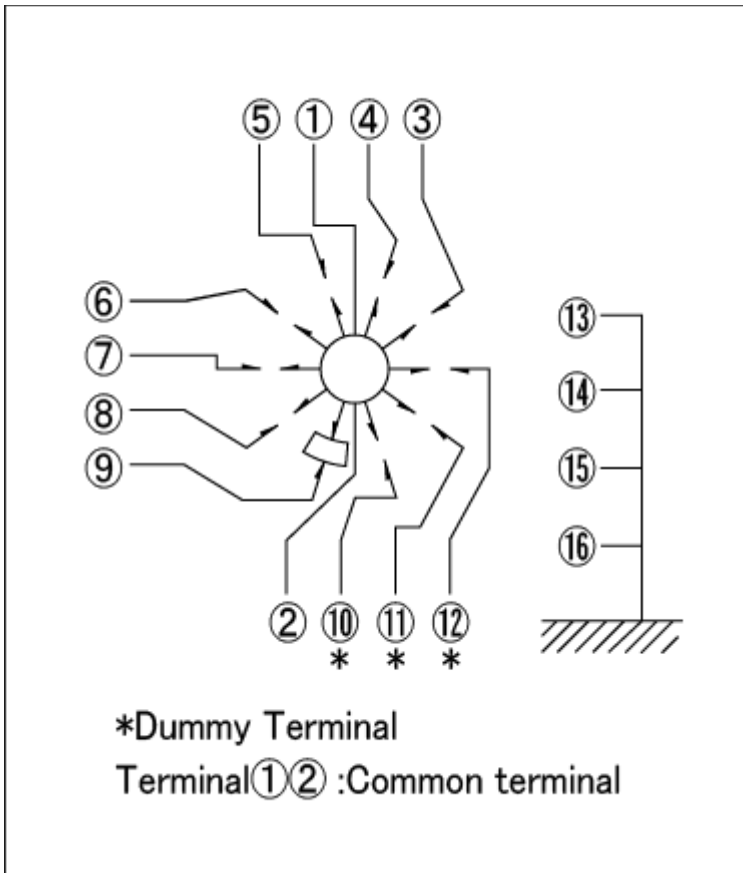 ⑤ ① ④ ③
⑥
⑦
⑧
⑨
② ⑩ ⑪ ⑫
* * *
⑬
⑭
⑮
⑯
*Dummy Terminal
Terminal①② :Common terminal